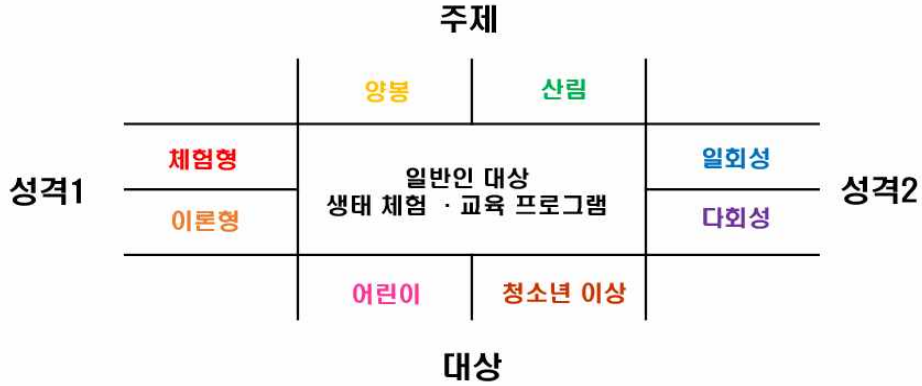 주제
양봉 산림
체험형 일회성
일반인 대상
성격1 생태 체험 · 교육 프로그램 성격2
이론형 다회성
어린이 청소년 이상
대상